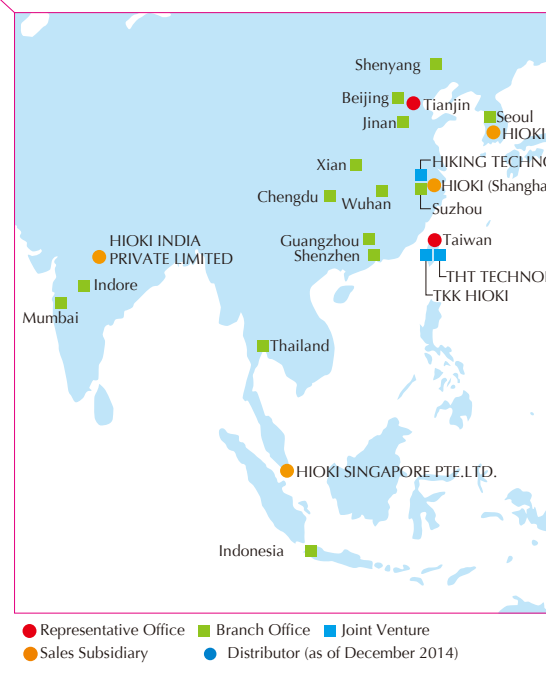 Shenyang
Beijing
Tianjin
Jinan
Seoul
HIOKI
Xian
HIKING TECHNO
HIOKI (Shangha
Chengdu
Wuhan
Suzhou
Guangzhou
Taiwan
Shenzhen
HIOKI INDIA
PRIVATE LIMITED
THT TECHNO
Indore
TKK HIOKI
Mumbai
Thailand
HIOKI SINGAPORE PTE.LTD.
Indonesia
Representative Office Branch Office Joint Venture
Sales Subsidiary Distributor (as of December 2014)